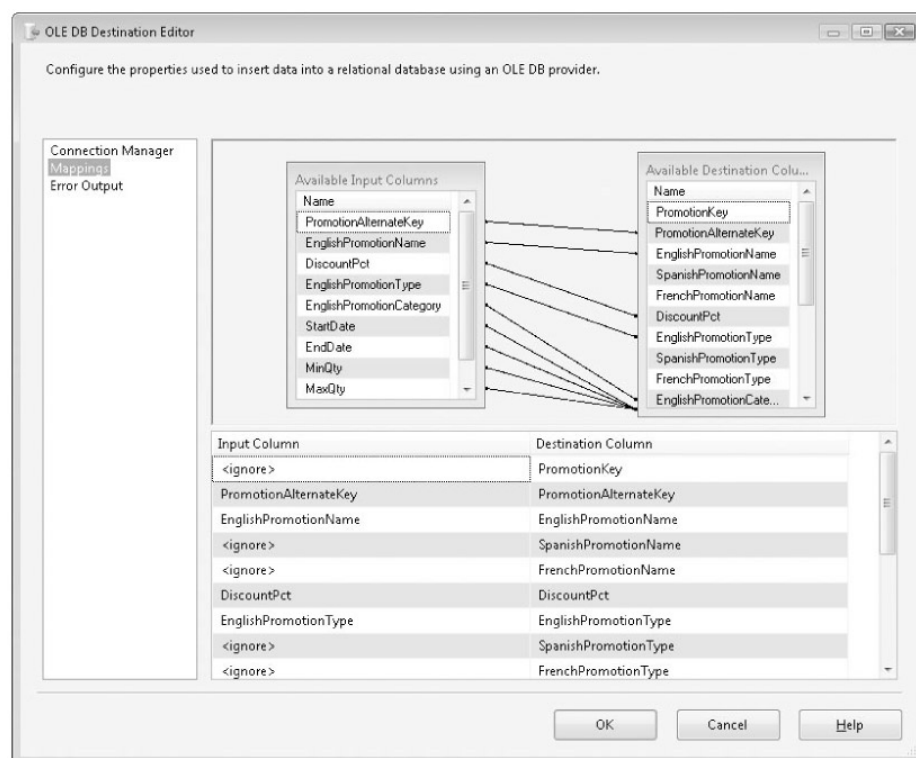 OLE DB Destination Editor
Configure the properties used to insert data into a relational database using an OLE DB provider.
Connection Manager
Mappings
Error Output
Available Input Columns
Name
PromotionAlternateKey
EnglishPromotionName
DiscountPct
EnglishPromotionType
EnglishPromotionCategory
StartDate
EndDate
MinQty
MaxQty
Available Destination Colu...
Name
PromotionKey
PromotionAlternateKey
EnglishPromotionName
SpanishPromotionName
FrenchPromotionName
DiscountPct
EnglishPromotionType
SpanishPromotionType
FrenchPromotionType
EnglishPromotionCate...
Input Column Destination Column
<ignore> PromotionKey
PromotionAlternateKey PromotionAlternateKey
EnglishPromotionName EnglishPromotionName
<ignore> SpanishPromotionName
<ignore> FrenchPromotionName
DiscountPct DiscountPct
EnglishPromotionType EnglishPromotionType
<ignore> SpanishPromotionType
<ignore> FrenchPromotionType
OK Cancel Help